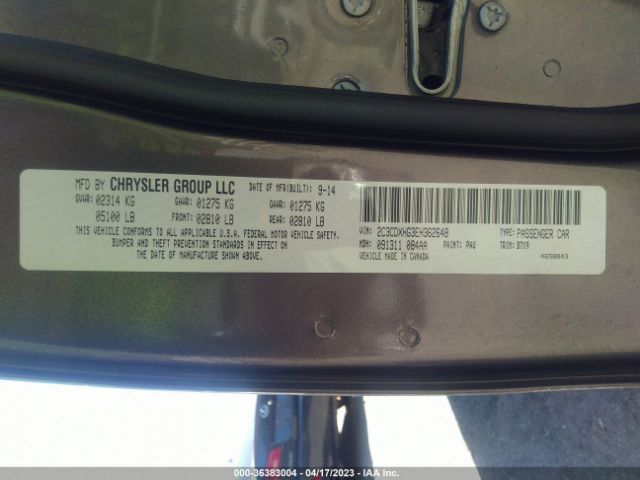 MFD BY CHRYSLER GROUP LLC DATE OF MFR(BUILT): 9-14
GVWR: 02314 KG GAWR: 01275 KG GAWR: 01275 KG
05100 LB FRONT: 02810 LB REAR: 02810 LB
THIS VEHICLE CONFORMS TO ALL APPLICABLE U.S.A. FEDERAL MOTOR VEHICLE SAFETY,
BUMPER AND THEFT PREVENTION STANDARDS IN EFFECT ON
THE DATE OF MANUFACTURE SHOWN ABOVE.
VIN: 2C3CDXHG3EH362648 TYPE: PASSENGER CAR
MDH: 091311 084AA PAINT: PAU TRIM: B7X9
VEHICLE MADE IN CANADA 4658843
000-36383004 - 04/17/2023 - IAA Inc.